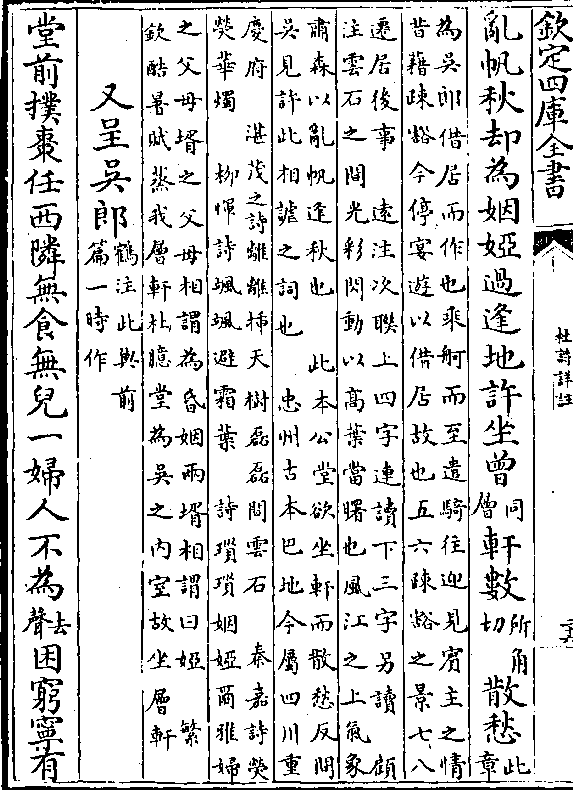 欽定四庫全書
杜詩詳註
亂帆秋却為姻婭過逢地許坐曾同層軒數所角切散愁此章
為吳郎借居而作也乘舸而至遣騎往迎見賓主之情
昔藉疎豁今停宴遊以借居故也五六疎豁之景七八
遷居後事　遠注次聯上四字連讀下三字另讀　顧
注雲石之間光彩閃動以高葉當曙也風江之上氣象
肅森以亂帆逢秋也　此本公堂欲坐軒而散愁反問
吳見許此相謔之詞也　忠州古本巴地今屬四川重
慶府　湛茂之詩離離插天樹磊磊間雲石　秦嘉詩熒
熒華燭　柳惲詩颯颯避霜葉　詩瑣瑣姻婭爾雅婦
之父母壻之父母相謂為昏姻兩壻相謂曰婭　繁
欽酷暑賦蒸我層軒杜臆堂為吳之內室故坐層軒
又呈吳郎鶴注此與前篇一時作
堂前撲棗任西隣無食無兒一婦人不為去聲困窮寧有